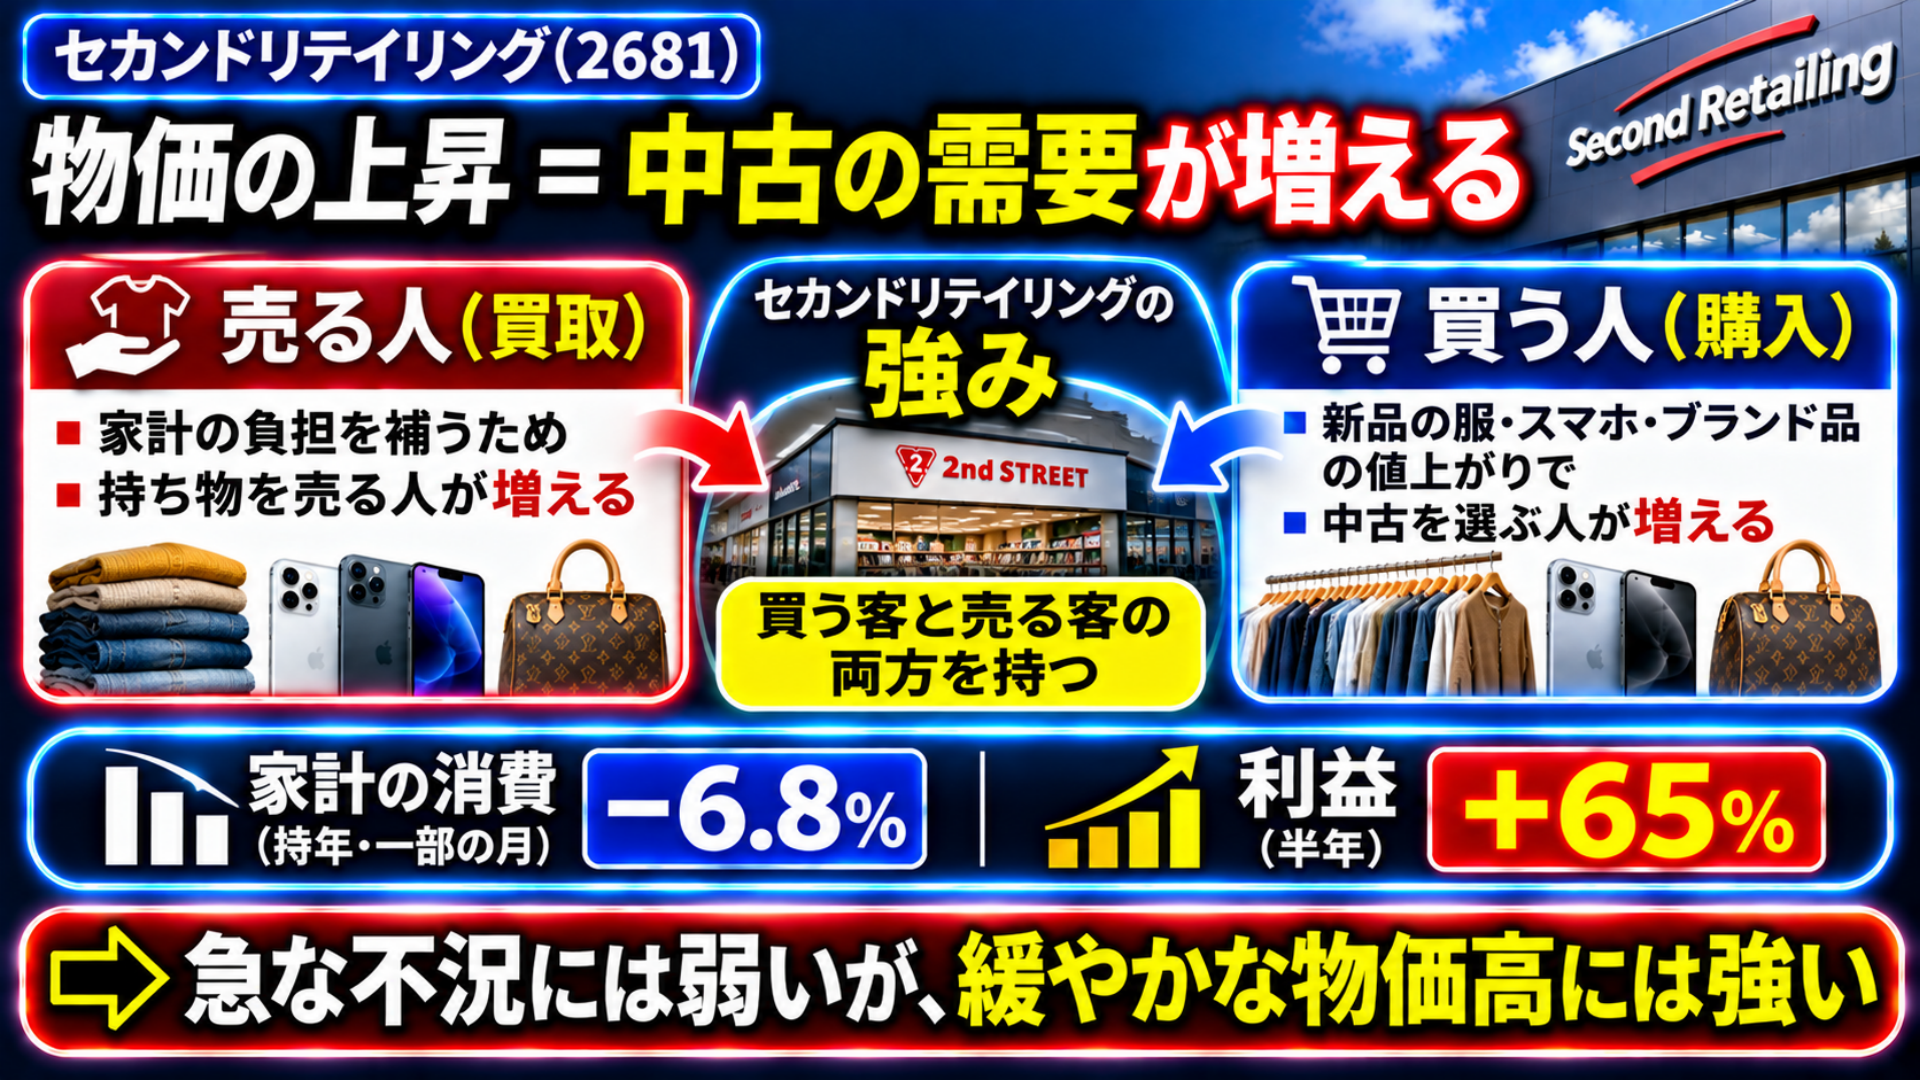 セカンドリテイリング(2681)
Second Retailing
物価の上昇=中古の需要が増える
売る人(買取)
家計の負担を補うため
持ち物を売る人が増える
セカンドリテイリングの
強み
2
2nd STREET
買う客と売る客の
両方を持つ
買う人(購入)
新品の服・スマホ・ブランド品
の値上がりで
中古を選ぶ人が増える
家計の消費
(持年・一部の月)
-6.8%
利益
(半年)
+65%
急な不況には弱いが、緩やかな物価高には強い